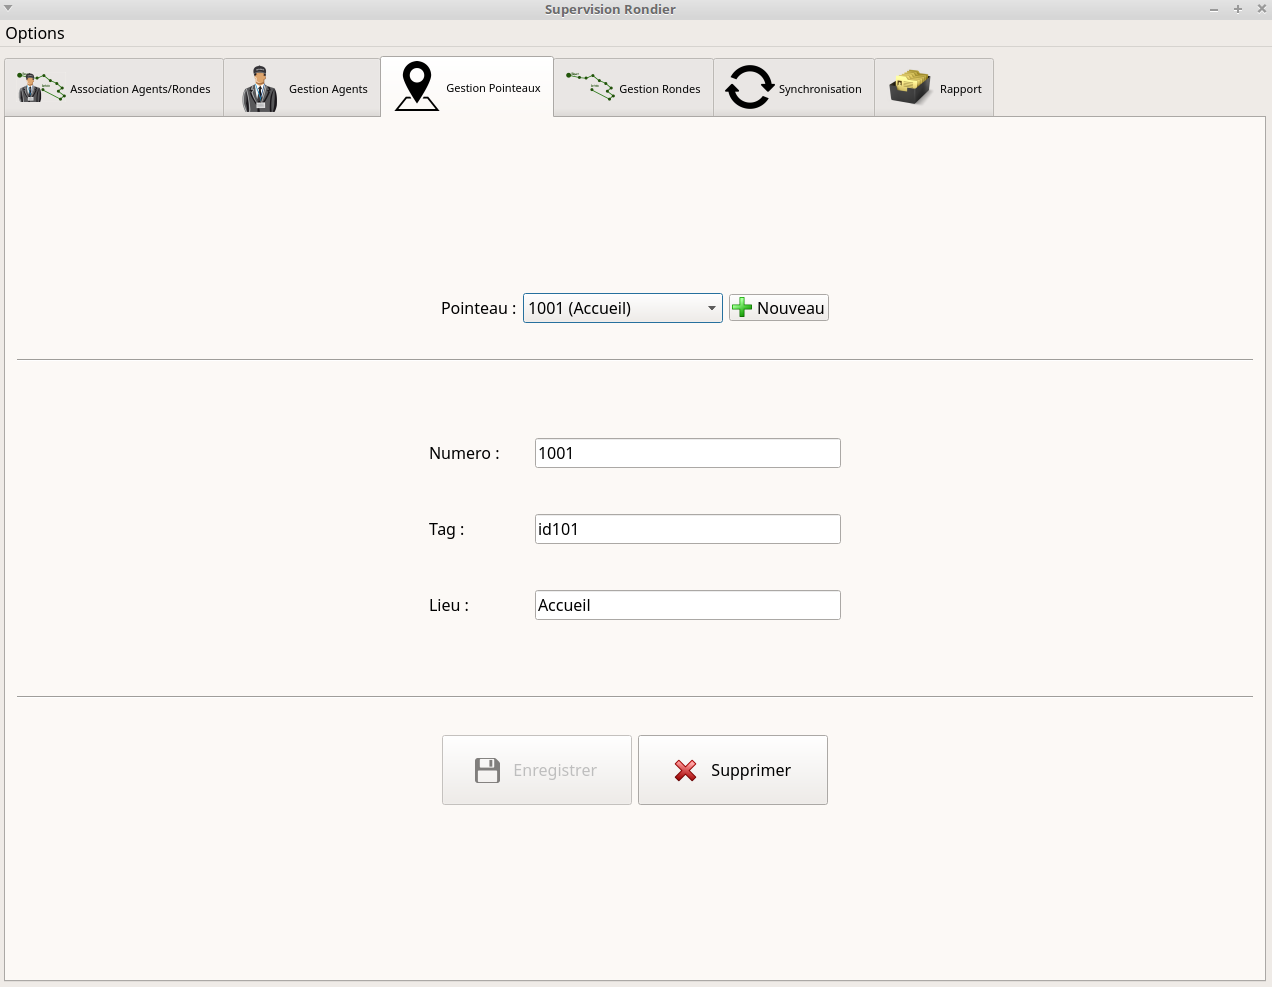 Supervision Rondier
Options
Association Agents/Rondes
Gestion Agents
Gestion Pointeaux
Gestion Rondes
Synchronisation
Rapport
Pointeau : 1001 (Accueil) Nouveau
Numero : 1001
Tag : id101
Lieu : Accueil
Enregistrer
Supprimer